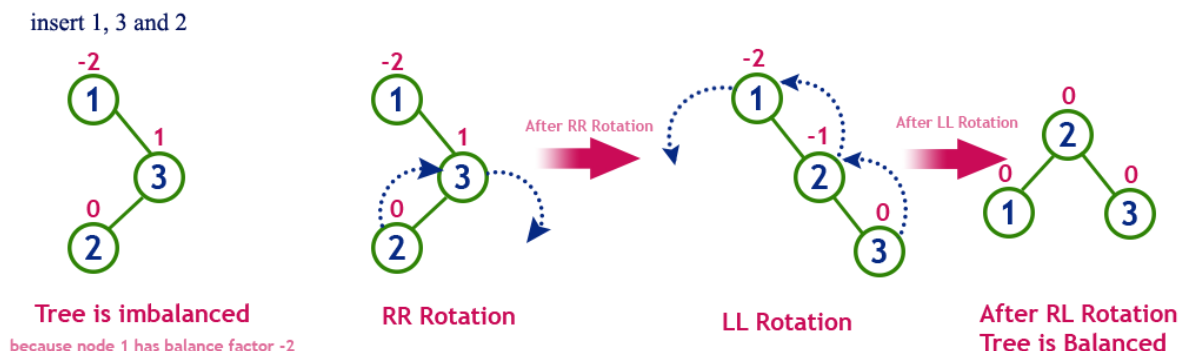 insert 1, 3 and 2
-2
1
1
3
0
2
Tree is imbalanced
because node 1 has balance factor -2
-2
1
1
3
0
2
RR Rotation
After RR Rotation
-2
1
-1
2
0
3
LL Rotation
After LL Rotation
0
2
0
1
0
3
After RL Rotation
Tree is Balanced